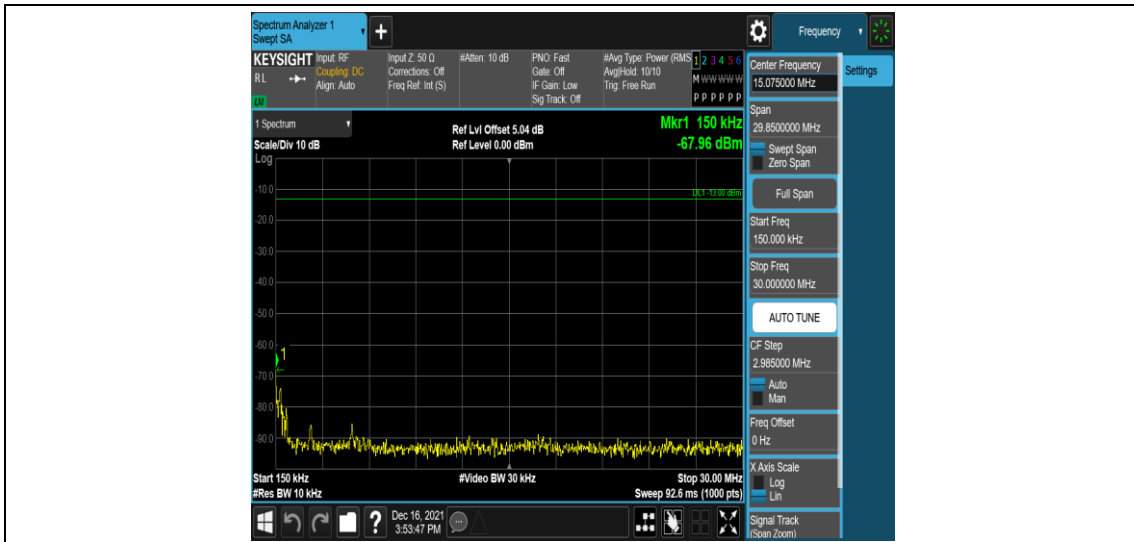 Spectrum Analyzer 1
Swept SA
+
Frequency
KEYSIGHT
RL
Input: RF
Coupling: DC
Align: Auto
Input Z: 50 Ω
Corrections: Off
Freq Ref: Int (S)
#Atten: 10 dB
PNO: Fast
Gate: Off
IF Gain: Low
Sig Track: Off
#Avg Type: Power (RMS
Avg|Hold: 10/10
Trig: Free Run
1 2 3 4 5 6
M W W W W W
P P P P P P
1 Spectrum
Scale/Div 10 dB
Ref Lvl Offset 5.04 dB
Ref Level 0.00 dBm
Mkr1 150 kHz
-67.96 dBm
Log
DL1 -13.00 dBm
-10.0
-20.0
-30.0
-40.0
-50.0
-60.0
1
-70.0
-80.0
-90.0
Start 150 kHz
#Video BW 30 kHz
Stop 30.00 MHz
#Res BW 10 kHz
Sweep 92.6 ms (1000 pts)
?
Dec 16, 2021
3:53:47 PM
Center Frequency
15.075000 MHz
Settings
Span
29.8500000 MHz
Swept Span
Zero Span
Full Span
Start Freq
150.000 kHz
Stop Freq
30.000000 MHz
AUTO TUNE
CF Step
2.985000 MHz
Auto
Man
Freq Offset
0 Hz
X Axis Scale
Log
Lin
Signal Track
(Span Zoom)